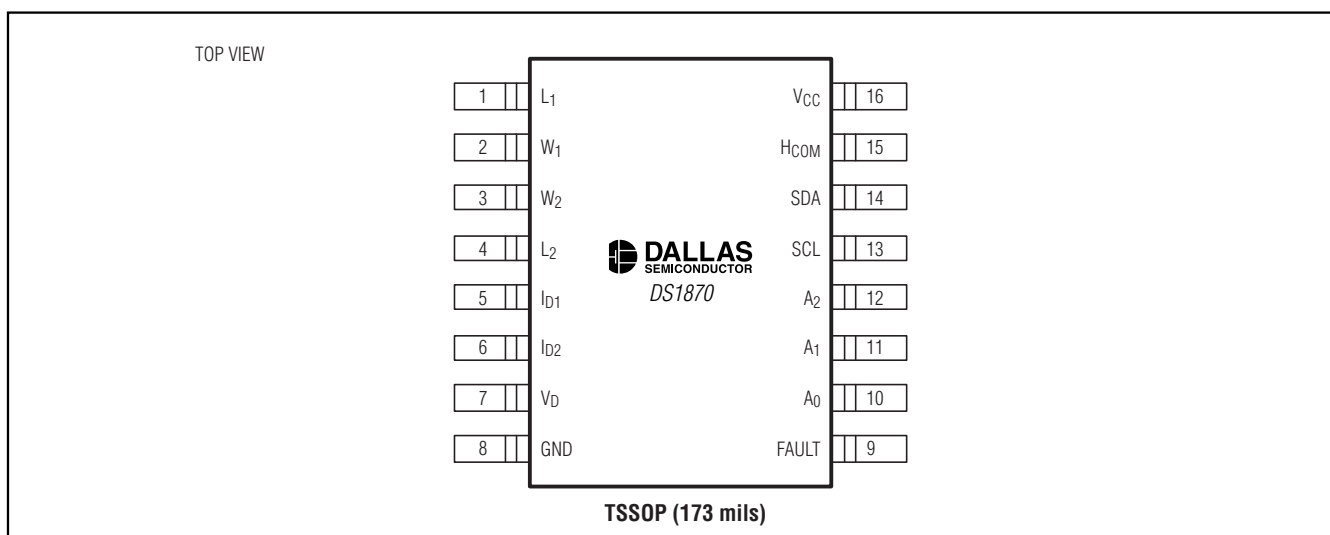 TOP VIEW
1 L1 VCC 16
2 W1 HCOM 15
3 W2 SDA 14
4 L2 SCL 13
DALLAS
SEMICONDUCTOR
DS1870
5 ID1 A2 12
6 ID2 A1 11
7 VD A0 10
8 GND FAULT 9
TSSOP (173 mils)